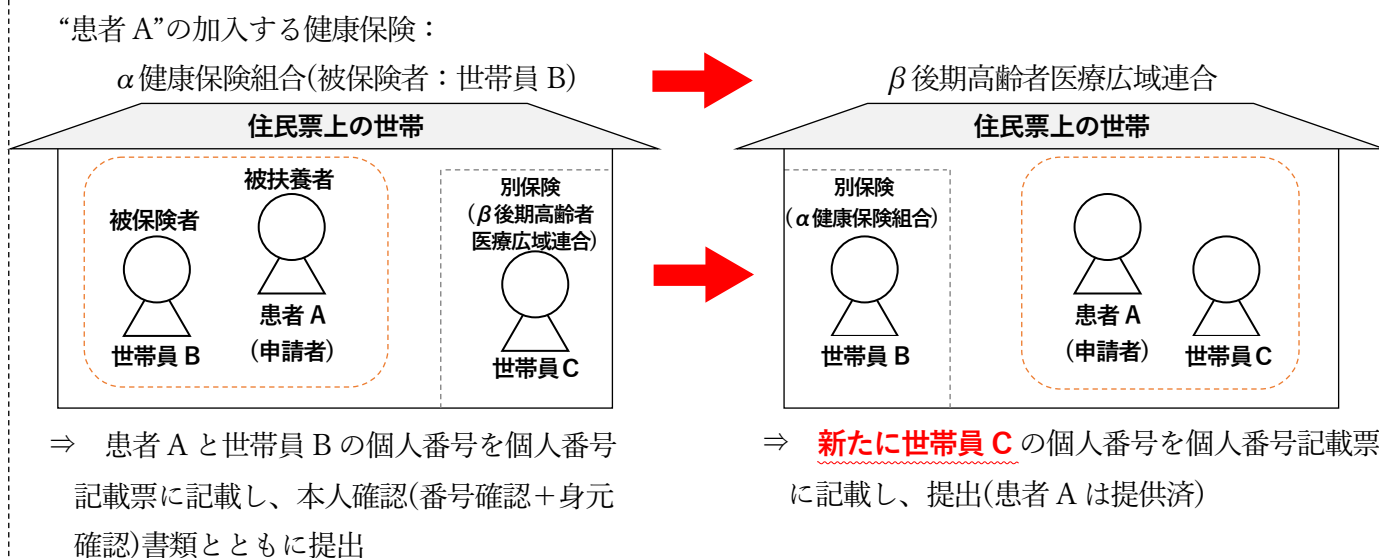 “患者 A”の加入する健康保険：
α健康保険組合(被保険者：世帯員 B)
β後期高齢者医療広域連合
住民票上の世帯
被扶養者
被保険者
別保険
（β後期高齢者
医療広域連合）
患者 A
（申請者）
世帯員 B
世帯員 C
住民票上の世帯
別保険
（α健康保険組合）
患者 A
（申請者）
世帯員 B
世帯員 C
⇒ 患者 A と世帯員 B の個人番号を個人番号
記載票に記載し、本人確認(番号確認＋身元
確認)書類とともに提出
⇒ 新たに世帯員 C の個人番号を個人番号記載票
に記載し、提出(患者 A は提供済)